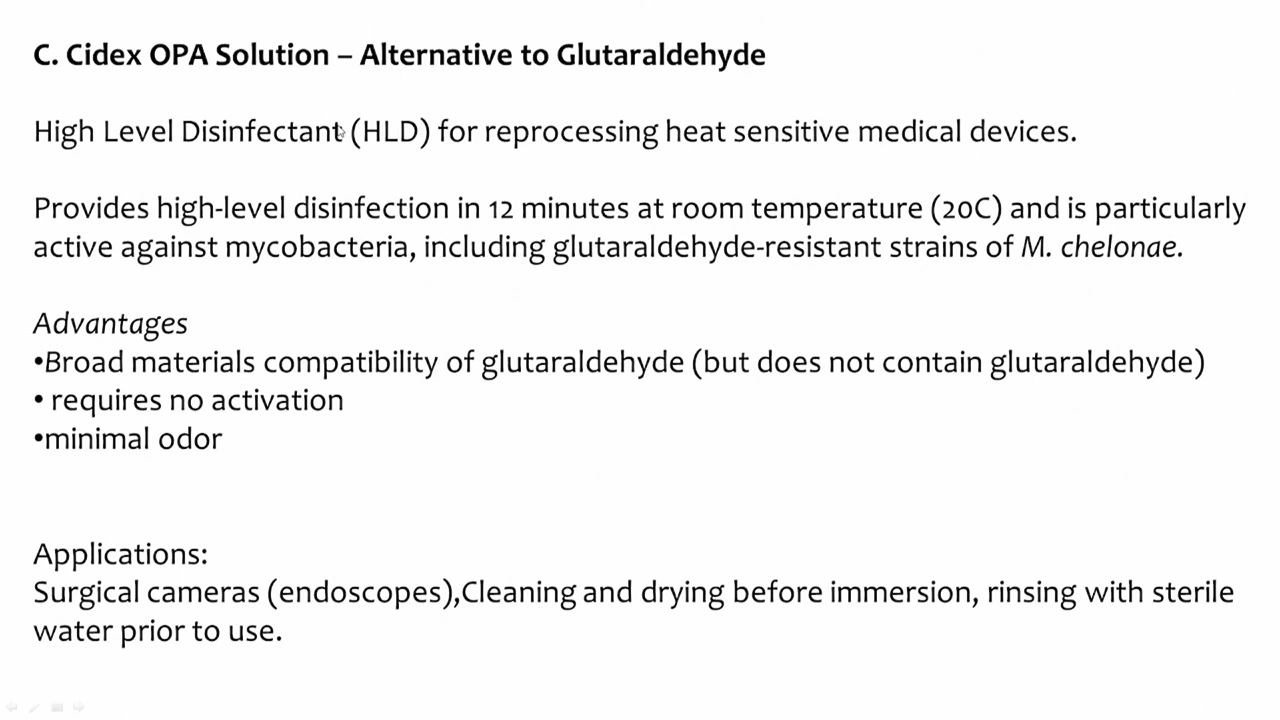 C. Cidex OPA Solution – Alternative to Glutaraldehyde
High Level Disinfectant (HLD) for reprocessing heat sensitive medical devices.
Provides high-level disinfection in 12 minutes at room temperature (20C) and is particularly
active against mycobacteria, including glutaraldehyde-resistant strains of M. chelonae.
Advantages
•Broad materials compatibility of glutaraldehyde (but does not contain glutaraldehyde)
• requires no activation
•minimal odor
Applications:
Surgical cameras (endoscopes),Cleaning and drying before immersion, rinsing with sterile
water prior to use.